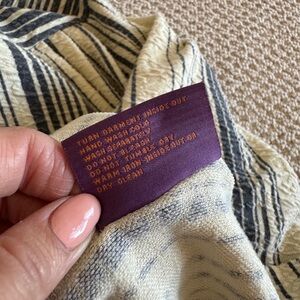 TURN GARMENT INSIDE OUT
HAND WASH COLD
WASH SEPARATELY
DO NOT BLEACH
DO NOT TUMBLE DRY
WARM IRON INSIDE OUT OR
DRY CLEAN